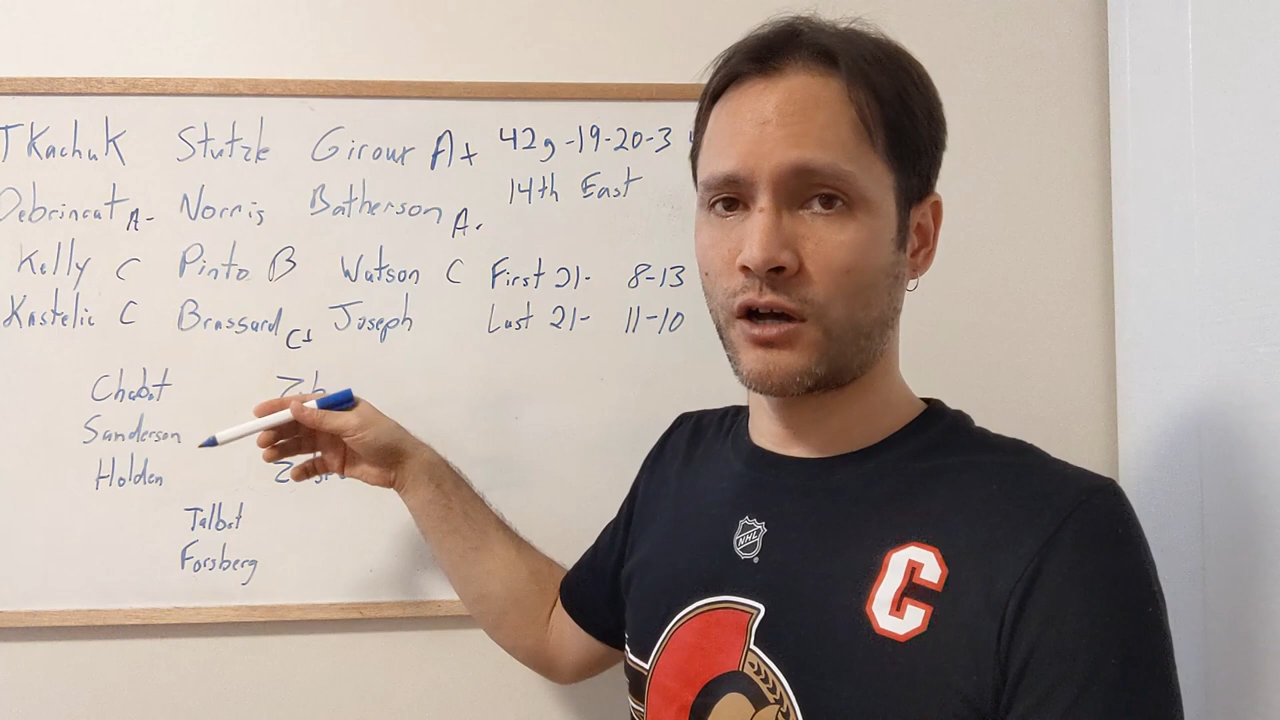 TKachuK Stutzle Giroux A+ 42g-19-20-3
14th East
Debrincat A- Norris Batherson A-
Kelly C Pinto B Watson C First 21- 8-13
Kastelic C Brassard C+ Joseph Last 21- 11-10
Chabot Zub
Sanderson
Holden
Talbot
Forsberg
NHL
C